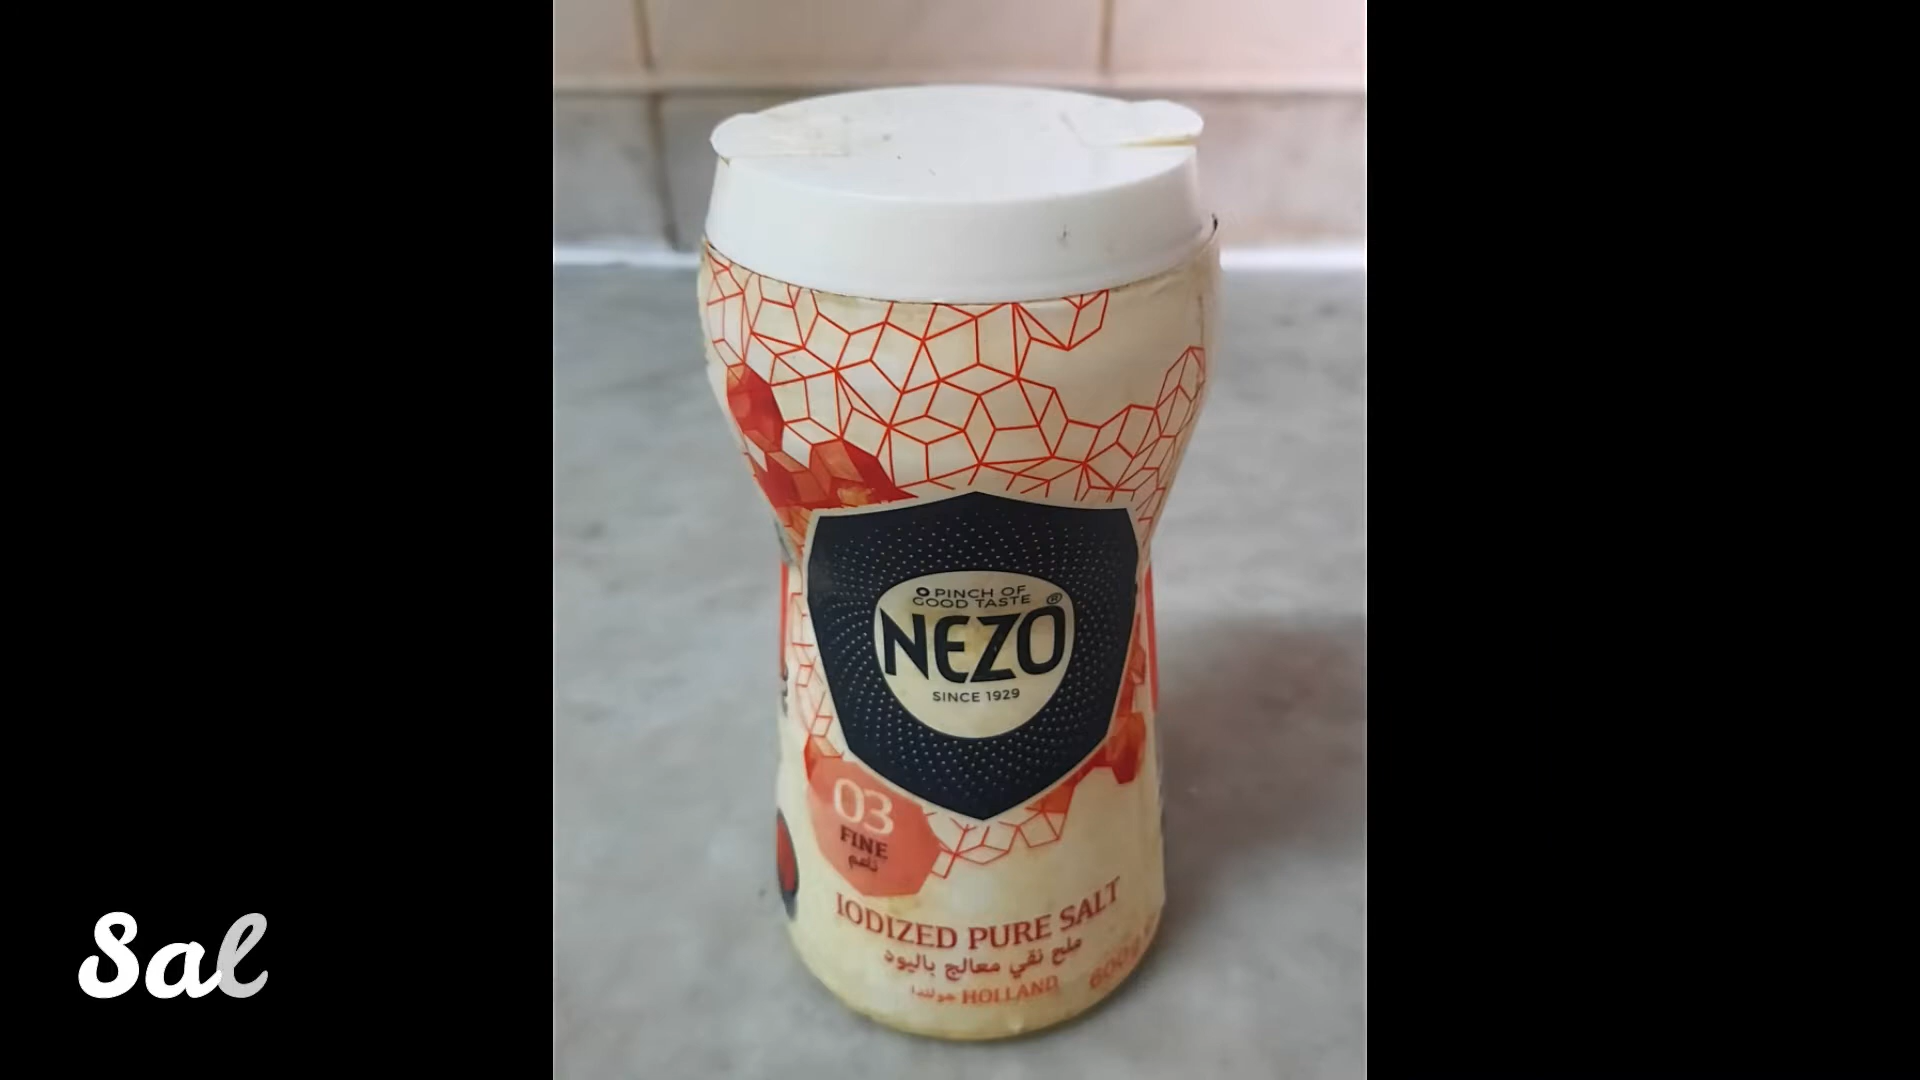 O PINCH OF
GOOD TASTE
NEZO®
SINCE 1929
03
FINE
ناعم
IODIZED PURE SALT
ملح نقي معالج باليود
هولندا HOLLAND
600g
Sal